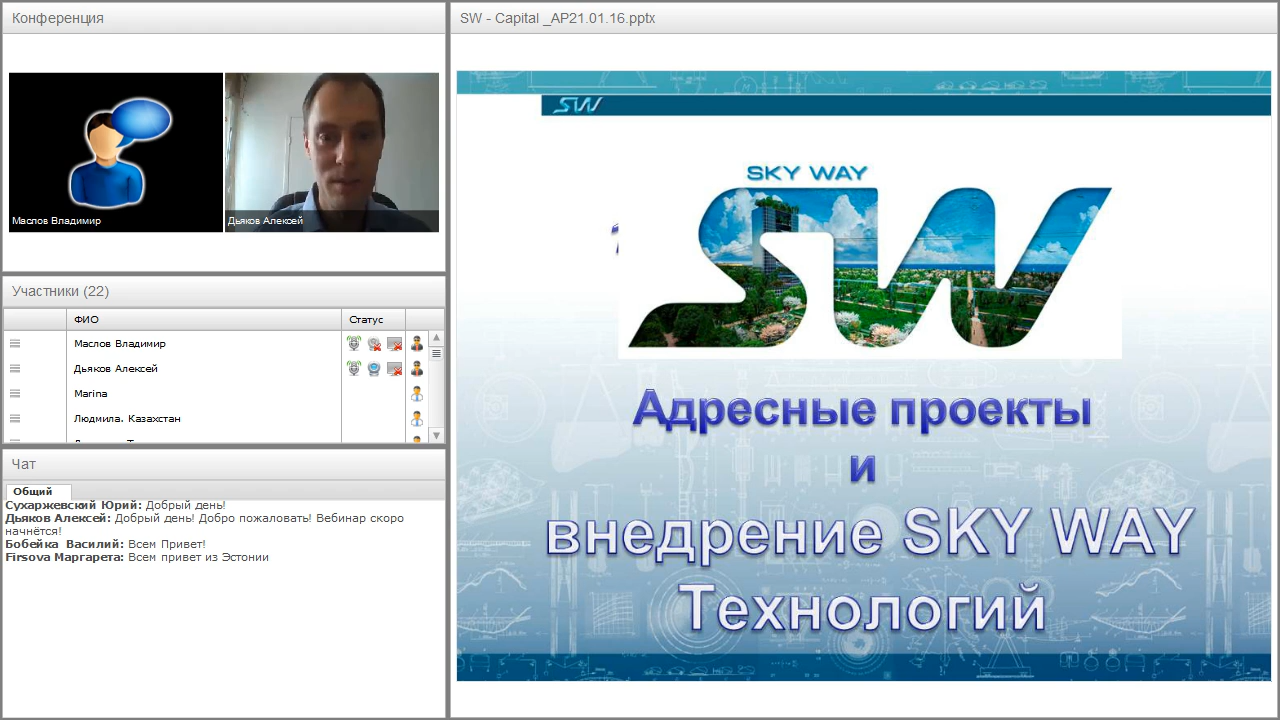 Конференция
Маслов Владимир
Дьяков Алексей
Участники (22)
ФИО
Статус
Маслов Владимир
Дьяков Алексей
Marina
Людмила. Казахстан
Чат
Общий
Сухаржевский Юрий: Добрый день!
Дьяков Алексей: Добрый день! Добро пожаловать! Вебинар скоро
начнётся!
Бобейка Василий: Всем Привет!
Firsova Маргарета: Всем привет из Эстонии
SW - Capital _AP21.01.16.pptx
SW
SKY WAY
SW
Адресные проекты
и
внедрение SKY WAY
Технологий